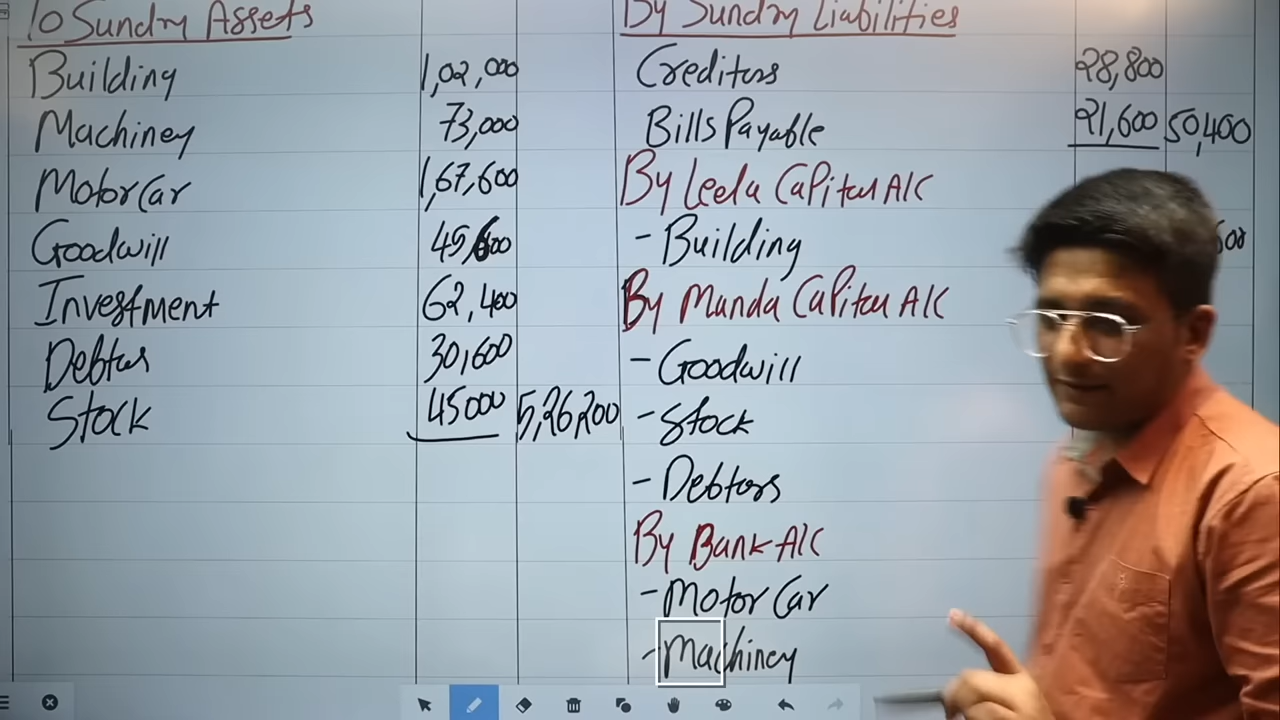 To Sundry Assets
Building 1,02,000
Machiney 73,000
Motor Car 1,67,600
Goodwill 45,600
Investment 62,400
Debtors 30,600
Stock 45000 5,26,200
By Sundry Liabilities
Creditors 28,800
Bills Payable 21,600 50,400
By Leela Capital A/C
- Building
By Manda Capital A/C
- Goodwill
- Stock
- Debtors
By Bank A/C
- Motor Car
- Machiney